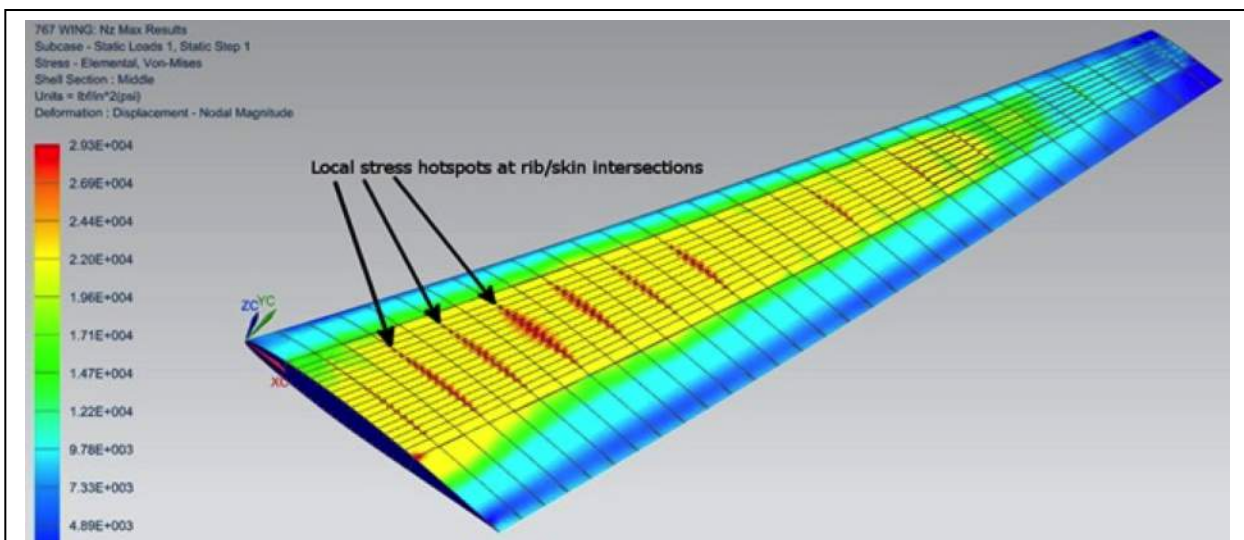 767 WING: Nz Max Results
Subcase - Static Loads 1, Static Step 1
Stress - Elemental, Von-Mises
Shell Section : Middle
Units = lbf/in^2(psi)
Deformation : Displacement - Nodal Magnitude
2.93E+004
Local stress hotspots at rib/skin intersections
2.69E+004
2.44E+004
2.20E+004
1.96E+004
ZC YC
1.71E+004
XC
1.47E+004
1.22E+004
9.78E+003
7.33E+003
4.89E+003